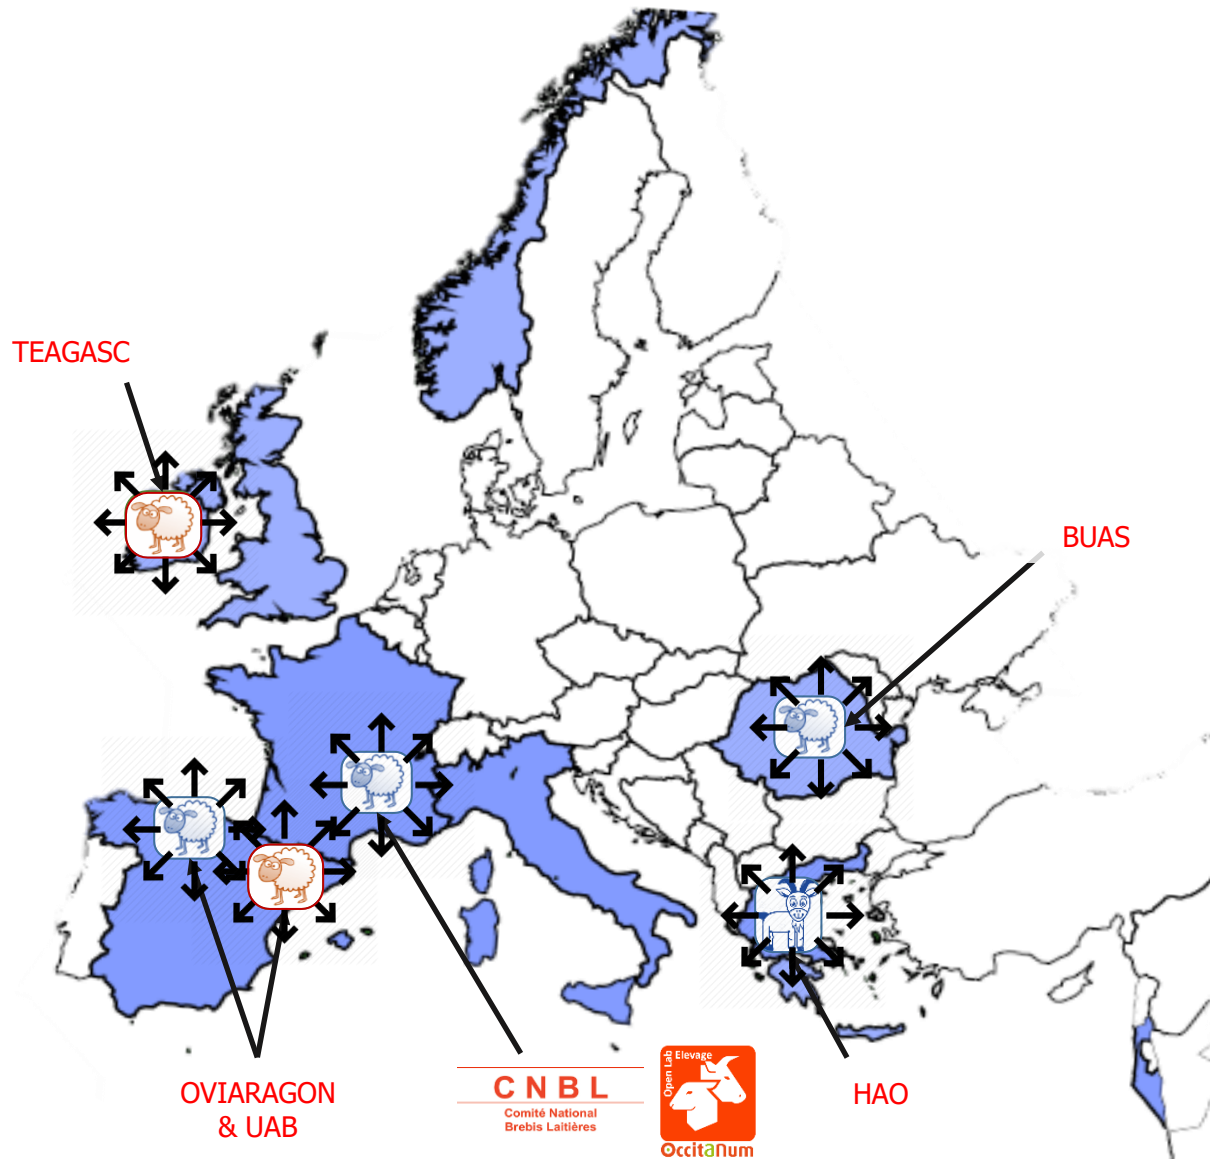 TEAGASC
BUAS
OVIARAGON
& UAB
CNBL
Comité National
Brebis Laitières
Open Lab
Elevage
OccitaNum
HAO